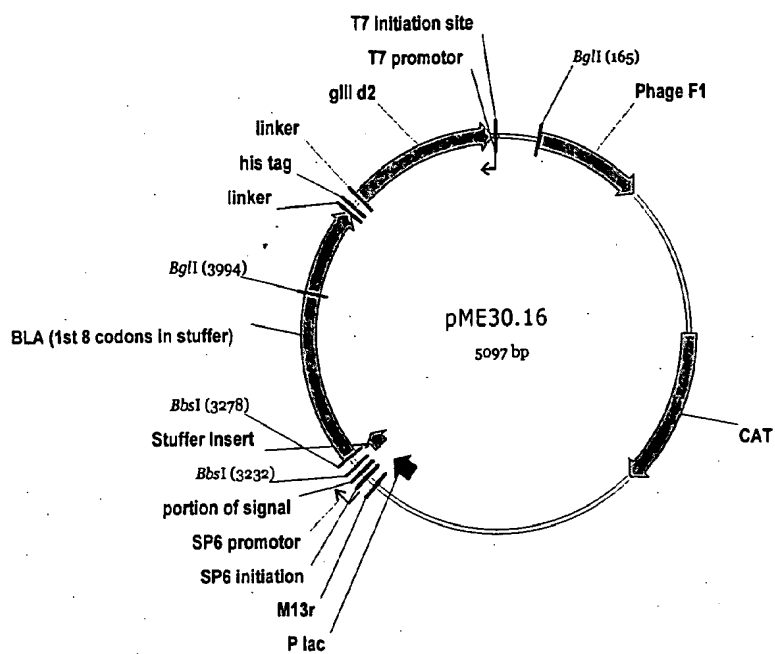 T7 initiation site
T7 promotor
BglI (165)
gIII d2
Phage F1
linker
his tag
linker
BglI (3994)
pME30.16
5097 bp
BLA (1st 8 codons in stuffer)
BbsI (3278)
CAT
Stuffer Insert
BbsI (3232)
portion of signal
SP6 promotor
SP6 initiation
M13r
P lac